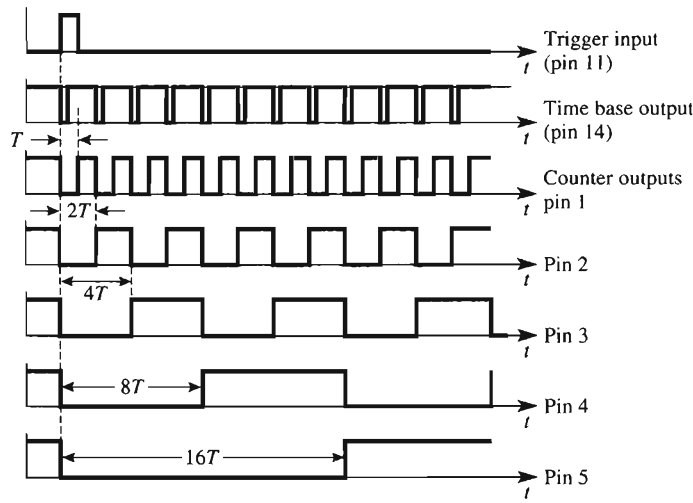 Trigger input
(pin 11)
t
Time base output
(pin 14)
t
T
Counter outputs
pin 1
t
2T
Pin 2
t
4T
Pin 3
t
8T
Pin 4
t
16T
Pin 5
t